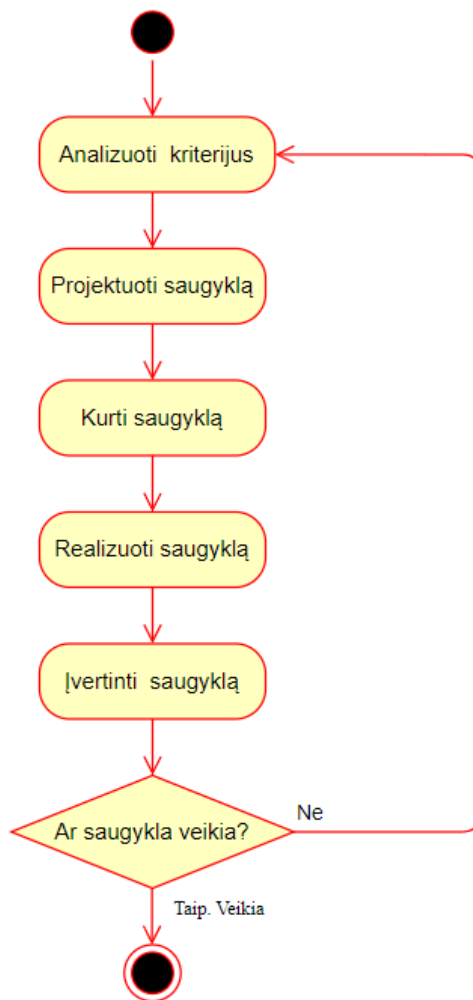 Analizuoti kriterijus
Projektuoti saugyklą
Kurti saugyklą
Realizuoti saugyklą
Įvertinti saugyklą
Ar saugykla veikia?
Ne
Taip. Veikia